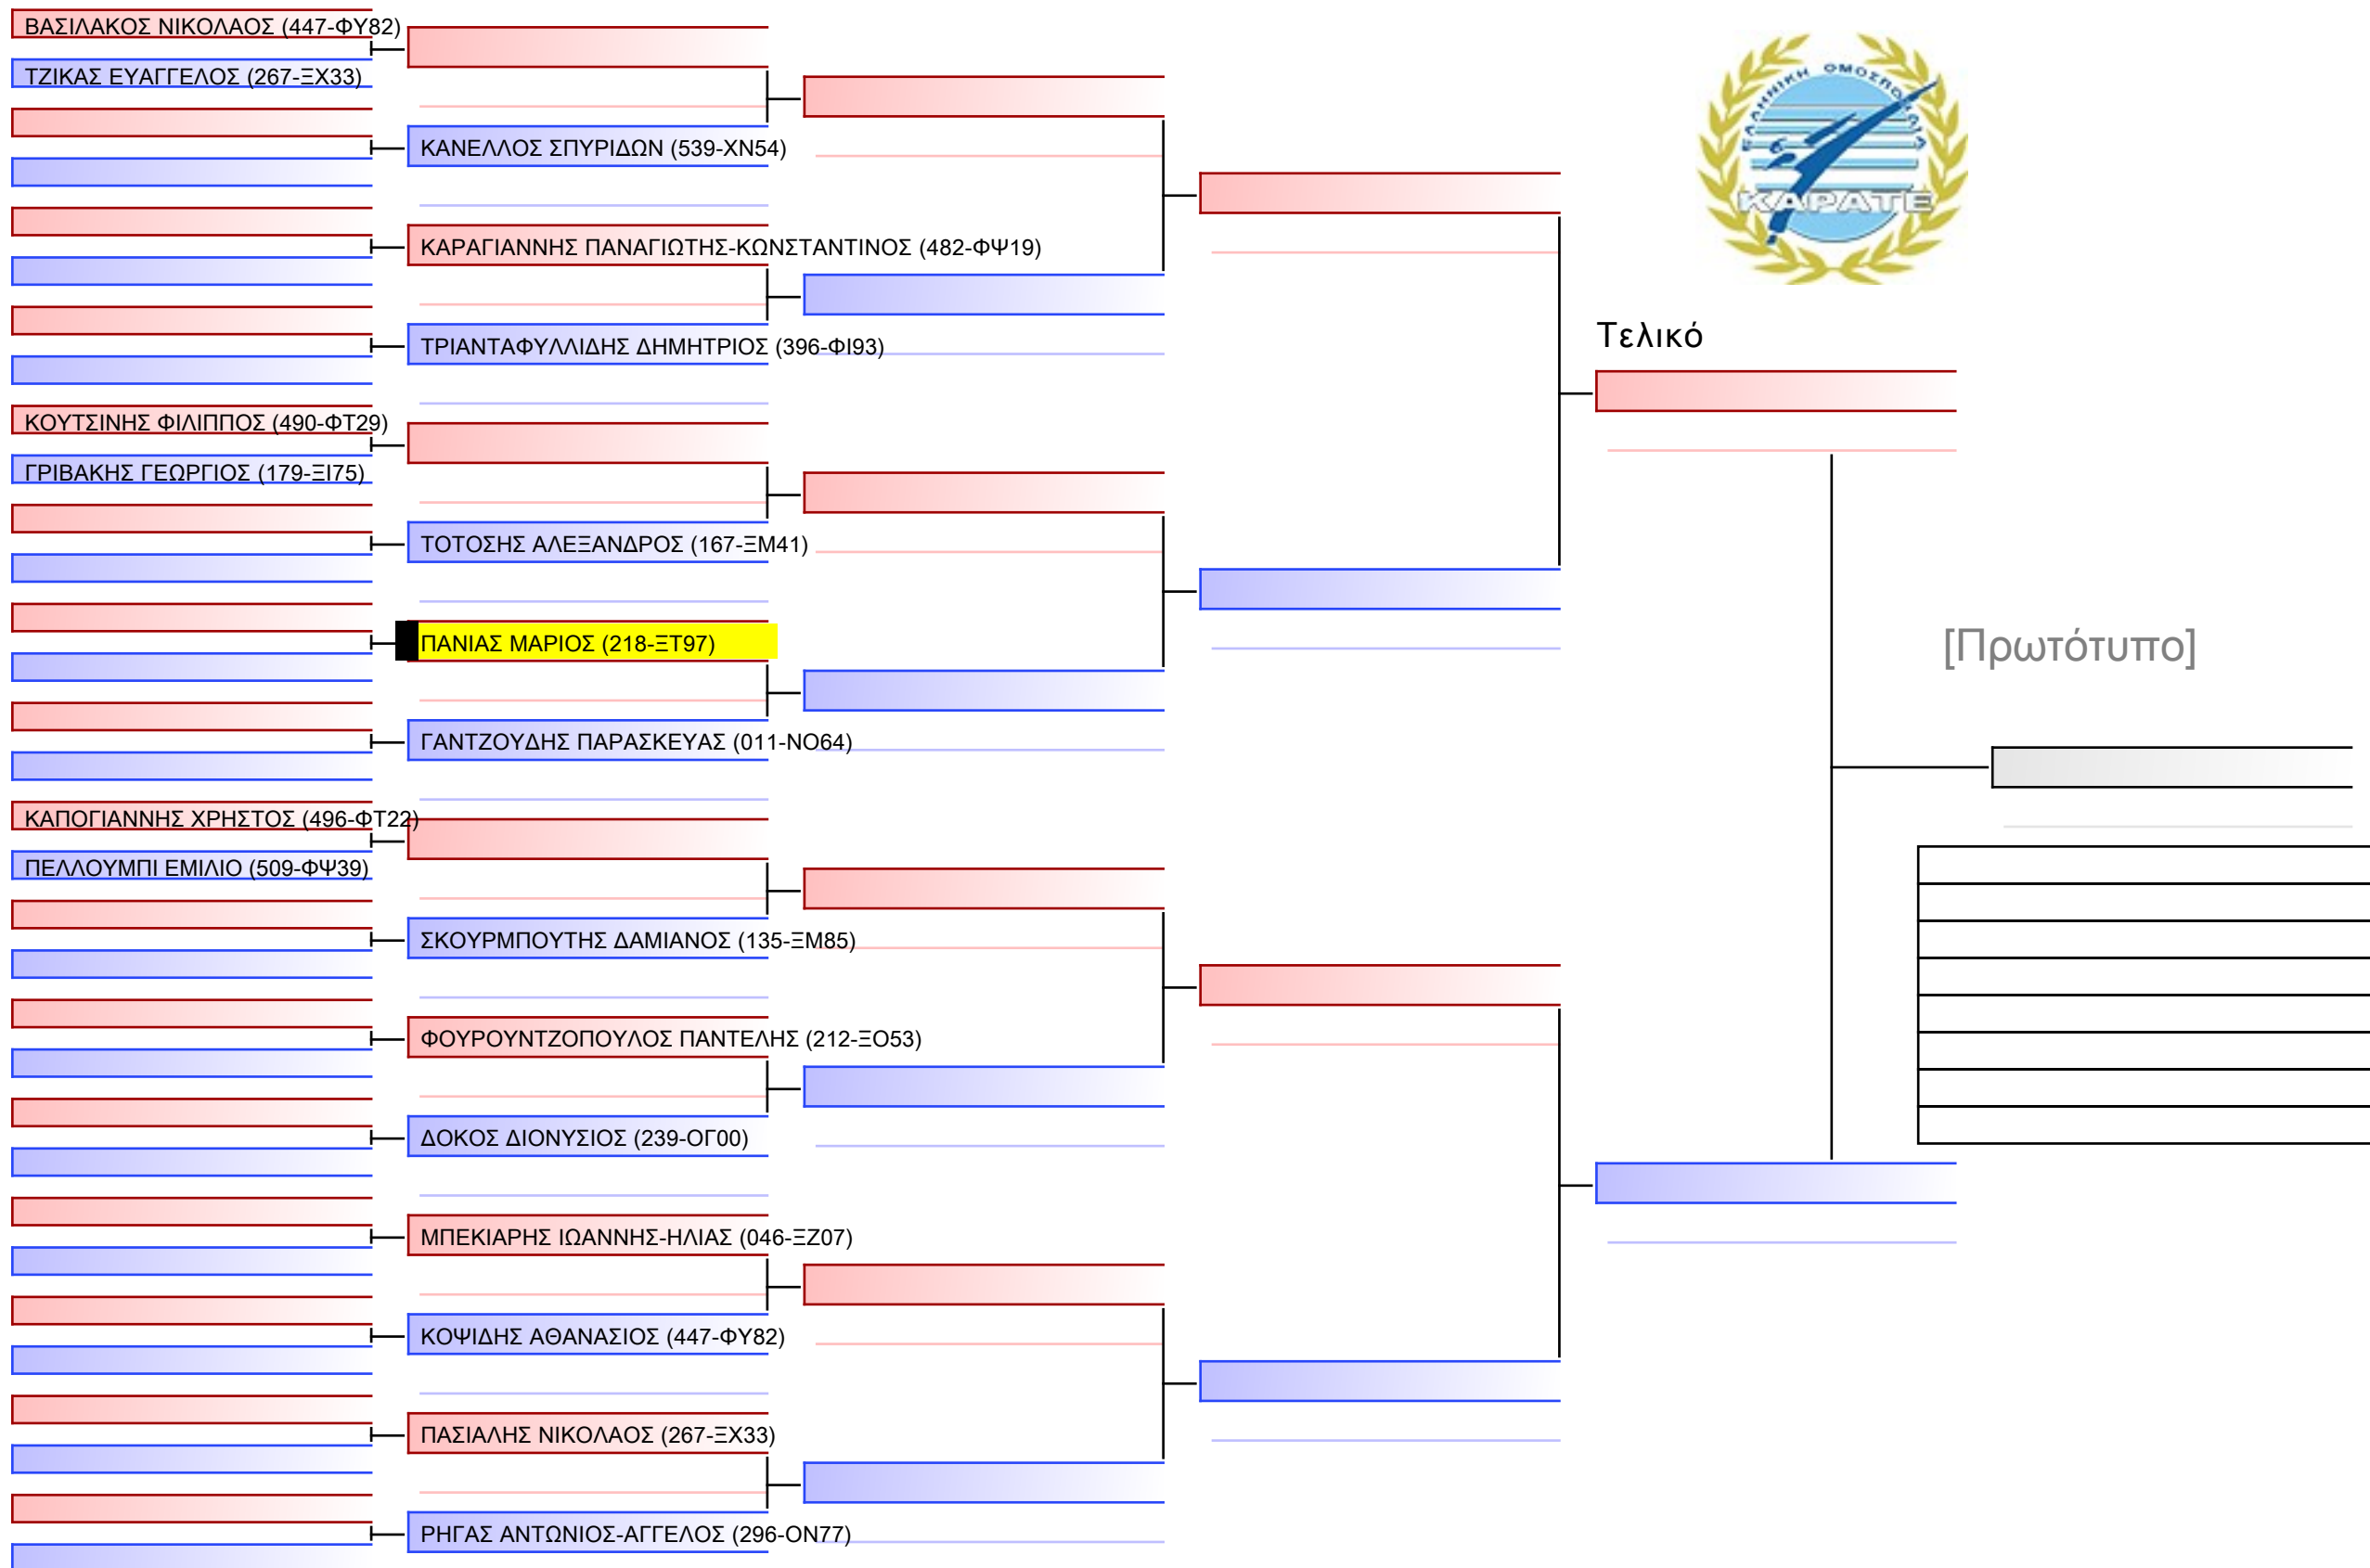 ΒΑΣΙΛΑΚΟΣ ΝΙΚΟΛΑΟΣ (447-ΦΥ82)
ΤΖΙΚΑΣ ΕΥΑΓΓΕΛΟΣ (267-ΞΧ33)
ΚΑΝΕΛΛΟΣ ΣΠΥΡΙΔΩΝ (539-ΧΝ54)
ΚΑΡΑΓΙΑΝΝΗΣ ΠΑΝΑΓΙΩΤΗΣ-ΚΩΝΣΤΑΝΤΙΝΟΣ (482-ΦΨ19)
ΤΡΙΑΝΤΑΦΥΛΛΙΔΗΣ ΔΗΜΗΤΡΙΟΣ (396-ΦΙ93)
ΚΟΥΤΣΙΝΗΣ ΦΙΛΙΠΠΟΣ (490-ΦΤ29)
ΓΡΙΒΑΚΗΣ ΓΕΩΡΓΙΟΣ (179-ΞΙ75)
ΤΟΤΟΣΗΣ ΑΛΕΞΑΝΔΡΟΣ (167-ΞΜ41)
ΠΑΝΙΑΣ ΜΑΡΙΟΣ (218-ΞΤ97)
ΓΑΝΤΖΟΥΔΗΣ ΠΑΡΑΣΚΕΥΑΣ (011-ΝΟ64)
ΚΑΠΟΓΙΑΝΝΗΣ ΧΡΗΣΤΟΣ (496-ΦΤ22)
ΠΕΛΛΟΥΜΠΙ ΕΜΙΛΙΟ (509-ΦΨ39)
ΣΚΟΥΡΜΠΟΥΤΗΣ ΔΑΜΙΑΝΟΣ (135-ΞΜ85)
ΦΟΥΡΟΥΝΤΖΟΠΟΥΛΟΣ ΠΑΝΤΕΛΗΣ (212-ΞΟ53)
ΔΟΚΟΣ ΔΙΟΝΥΣΙΟΣ (239-ΟΓ00)
ΜΠΕΚΙΑΡΗΣ ΙΩΑΝΝΗΣ-ΗΛΙΑΣ (046-ΞΖ07)
ΚΟΨΙΔΗΣ ΑΘΑΝΑΣΙΟΣ (447-ΦΥ82)
ΠΑΣΙΑΛΗΣ ΝΙΚΟΛΑΟΣ (267-ΞΧ33)
ΡΗΓΑΣ ΑΝΤΩΝΙΟΣ-ΑΓΓΕΛΟΣ (296-ΟΝ77)
ΕΛΛΗΝΙΚΗ ΟΜΟΣΠΟΝΔΙΑ
ΚΑΡΑΤΕ
Τελικό
[Πρωτότυπο]